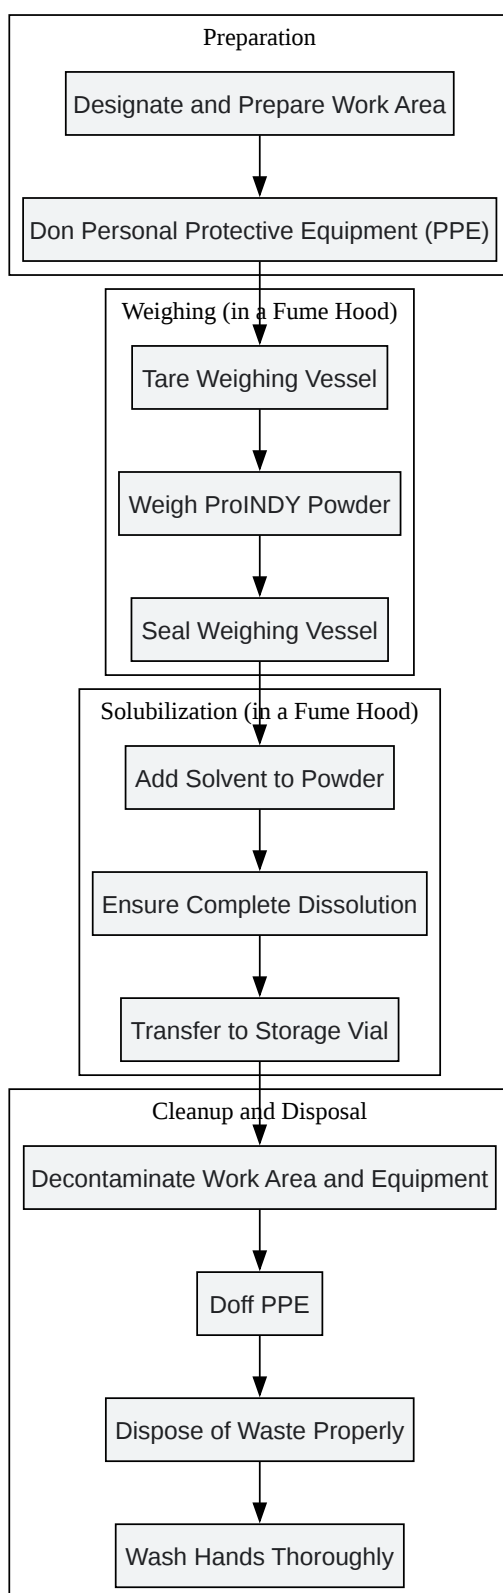 Preparation
Designate and Prepare Work Area
Don Personal Protective Equipment (PPE)
Weighing (in a Fume Hood)
Tare Weighing Vessel
Weigh ProINDY Powder
Seal Weighing Vessel
Solubilization (in a Fume Hood)
Add Solvent to Powder
Ensure Complete Dissolution
Transfer to Storage Vial
Cleanup and Disposal
Decontaminate Work Area and Equipment
Doff PPE
Dispose of Waste Properly
Wash Hands Thoroughly